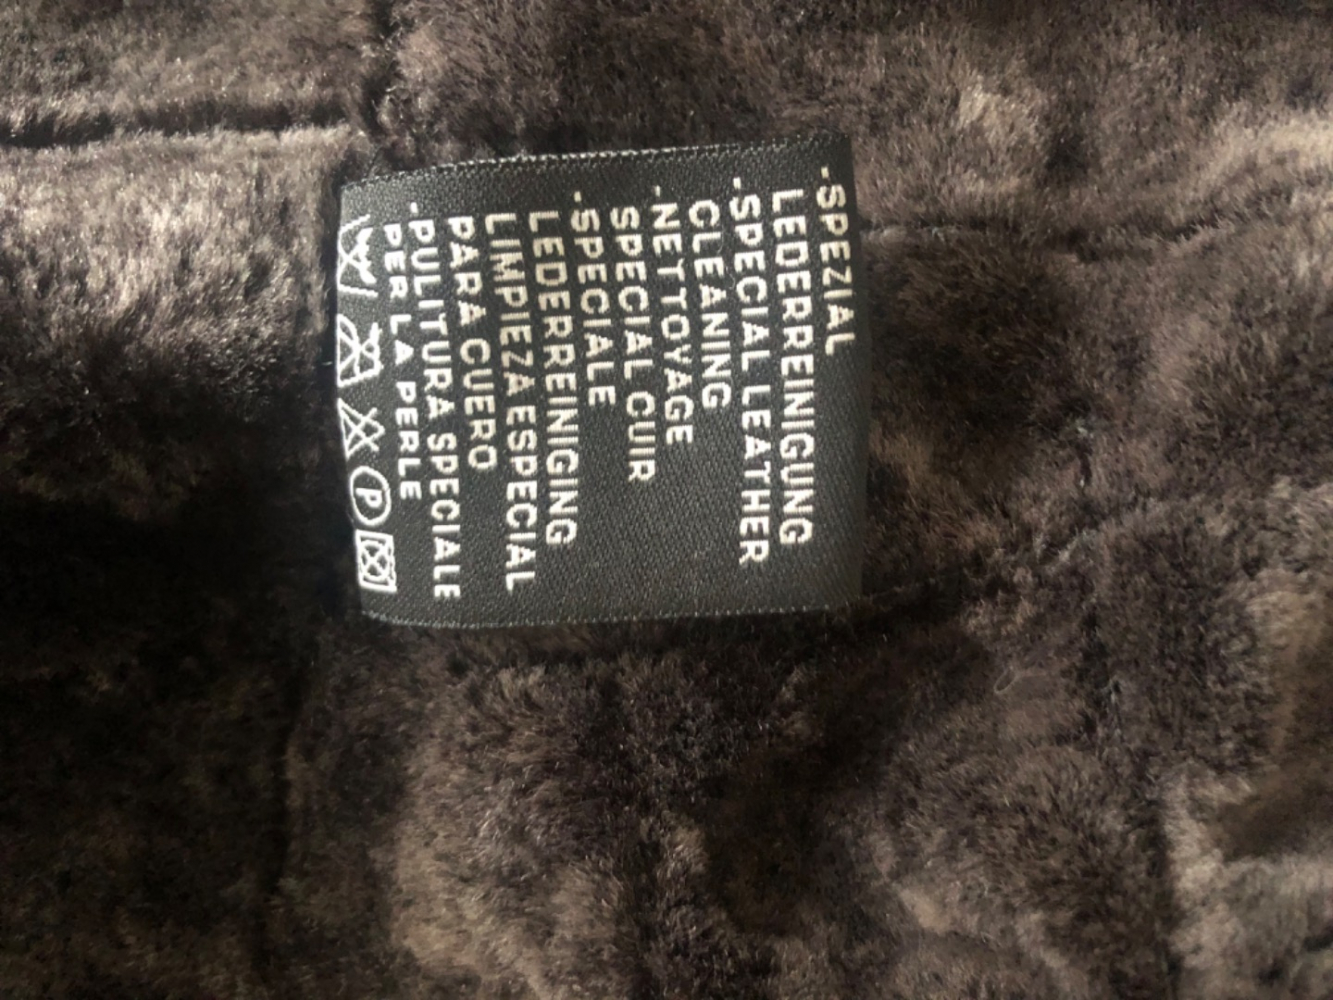 -SPEZIAL
LEDERREINIGUNG
-SPECIAL LEATHER
CLEANING
-NETTOYAGE
SPECIAL CUIR
-SPECIALE
LEDERREINIGING
LIMPIEZA ESPECIAL
PARA CUERO
-PULITURA SPECIALE
PER LA PERLE
P